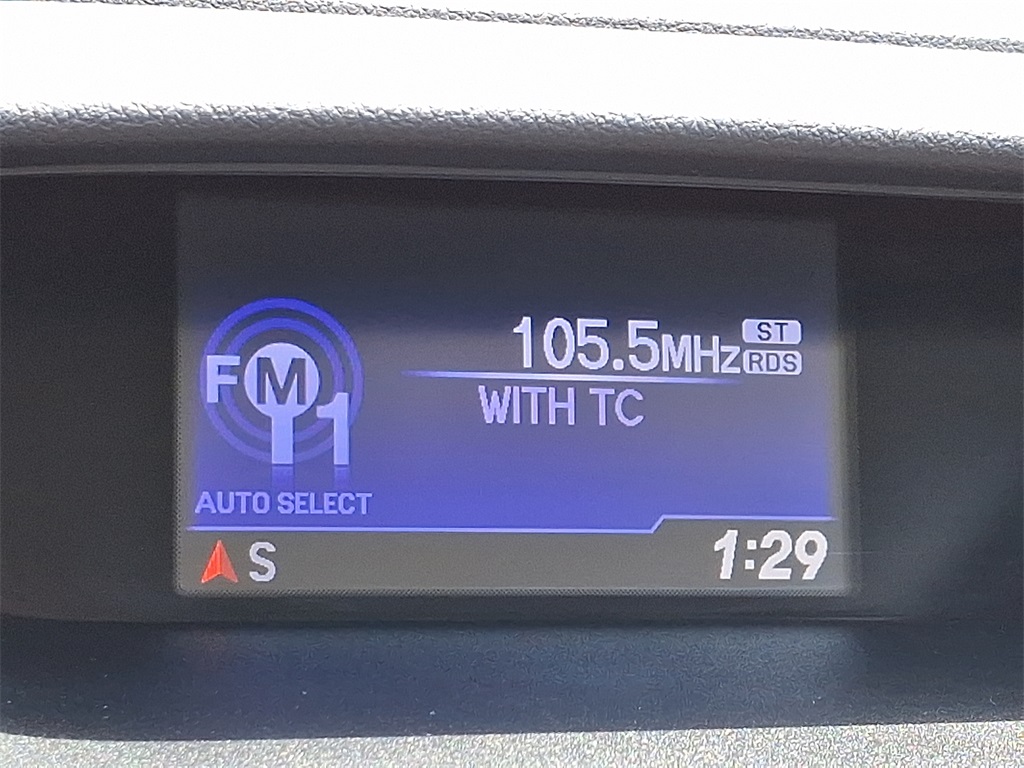 FM1
105.5MHz ST
RDS
WITH TC
AUTO SELECT
S
1:29